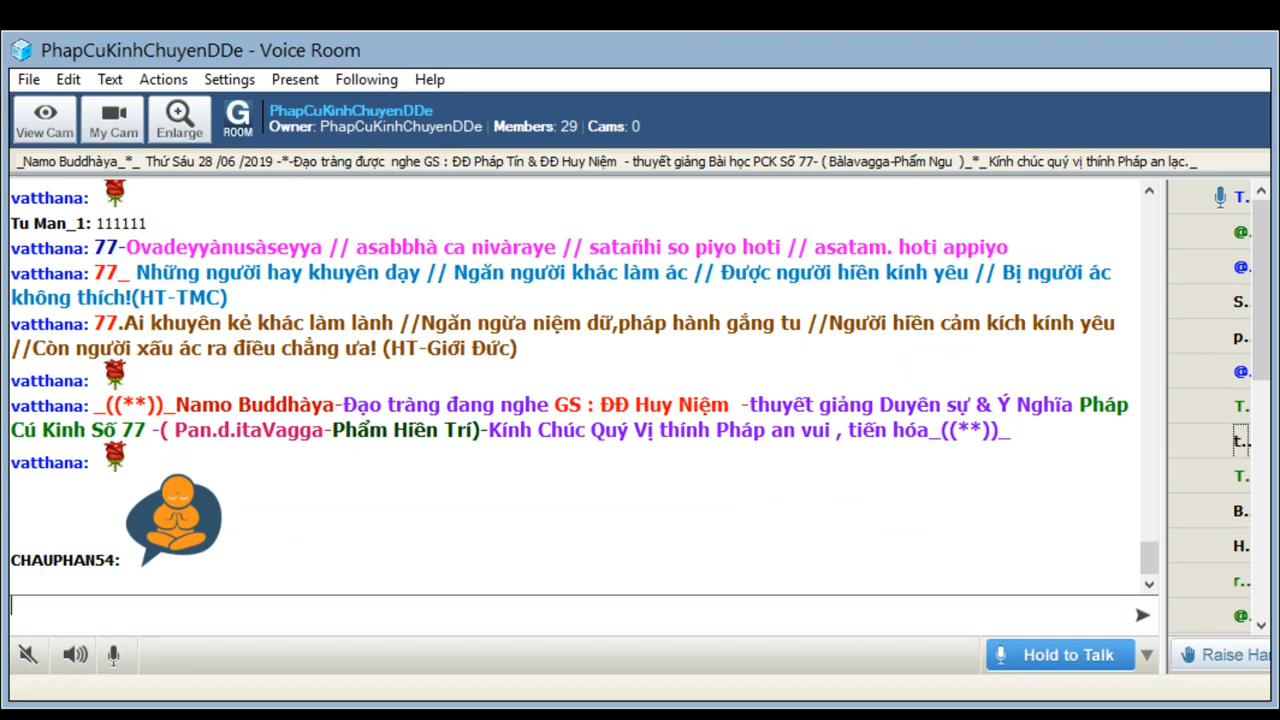 PhapCuKinhChuyenDDe - Voice Room
File Edit Text Actions Settings Present Following Help
View Cam My Cam Enlarge G ROOM
PhapCuKinhChuyenDDe
Owner: PhapCuKinhChuyenDDe | Members: 29 | Cams: 0
_Namo Buddhàya_*_ Thứ Sáu 28 /06 /2019 -*-Đạo tràng được nghe GS : ĐĐ Pháp Tín & ĐĐ Huy Niệm - thuyết giảng Bài học PCK Số 77- ( Bàlavagga-Phẩm Ngu )_*_ Kính chúc quý vị thính Pháp an lạc._
vatthana:
Tu Man_1: 111111
vatthana: 77-Ovadeyyànusàseyya // asabbhà ca nivàraye // satañhi so piyo hoti // asatam. hoti appiyo
vatthana: 77_ Những người hay khuyên dạy // Ngăn người khác làm ác // Được người hiền kính yêu // Bị người ác
không thích!(HT-TMC)
vatthana: 77.Ai khuyên kẻ khác làm lành //Ngăn ngừa niệm dữ,pháp hành gắng tu //Người hiền cảm kích kính yêu
//Còn người xấu ác ra điều chẳng ưa! (HT-Giới Đức)
vatthana:
vatthana: _((**))_Namo Buddhàya-Đạo tràng đang nghe GS : ĐĐ Huy Niệm -thuyết giảng Duyên sự & Ý Nghĩa Pháp
Cú Kinh Số 77 -( Pan.d.itaVagga-Phẩm Hiền Trí)-Kính Chúc Quý Vị thính Pháp an vui , tiến hóa_((**))_
vatthana:
CHAUPHAN54:
T.
@.
@.
S.
p.
@.
T.
t..
T.
B.
H.
r..
@.
Hold to Talk
Raise Har